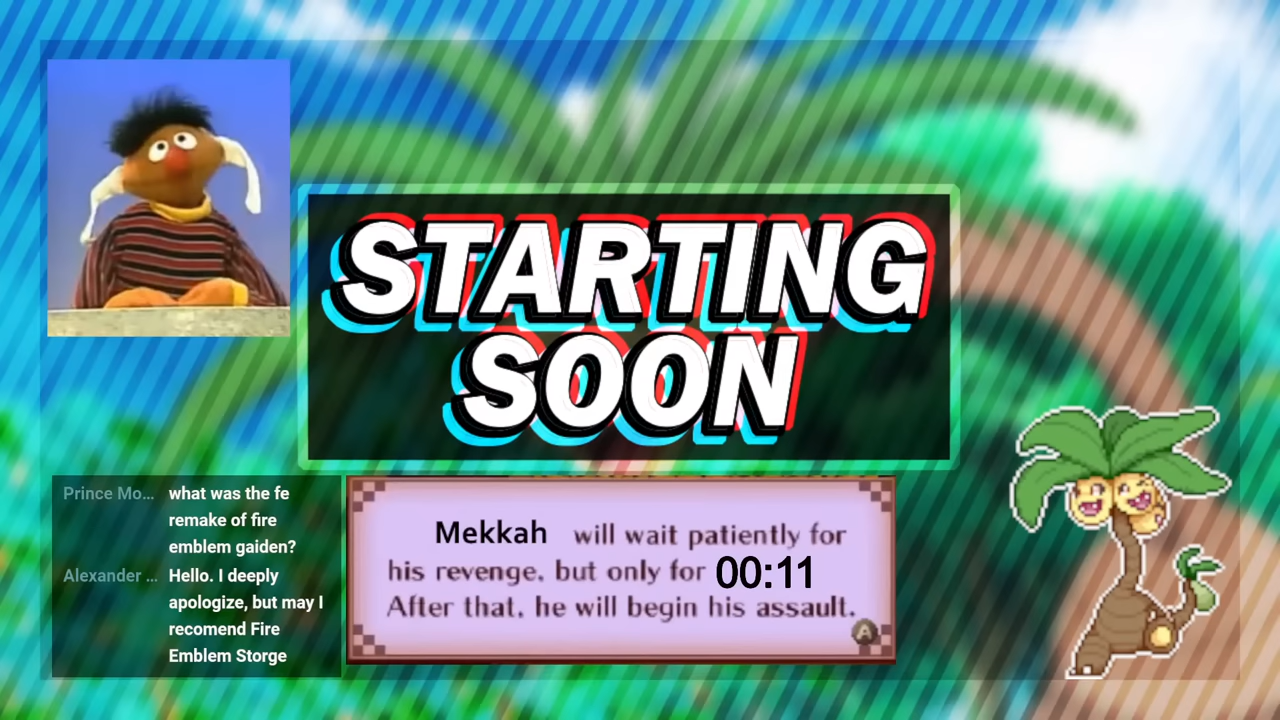 STARTING
SOON
Prince Mo... what was the fe
remake of fire
emblem gaiden?
Alexander ... Hello. I deeply
apologize, but may I
recomend Fire
Emblem Storge
Mekkah will wait patiently for
his revenge, but only for 00:11
After that, he will begin his assault.
A